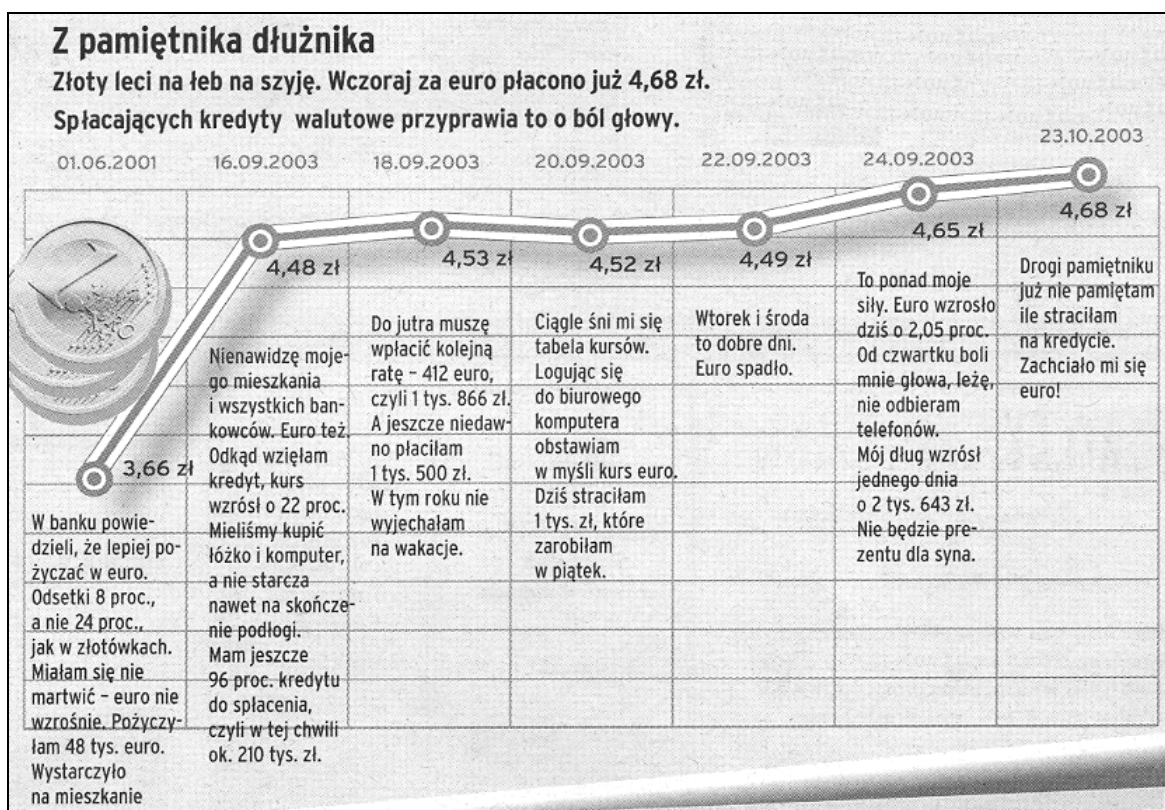 Z pamiętnika dłużnika
Złoty leci na łeb na szyję. Wczoraj za euro płacono już 4,68 zł.
Spłacających kredyty walutowe przyprawia to o ból głowy.
01.06.2001
16.09.2003
18.09.2003
20.09.2003
22.09.2003
24.09.2003
23.10.2003
3,66 zł
4,48 zł
4,53 zł
4,52 zł
4,49 zł
4,65 zł
4,68 zł
W banku powie-
dzieli, że lepiej po-
życzać w euro.
Odsetki 8 proc.,
a nie 24 proc.,
jak w złotówkach.
Miałam się nie
martwić – euro nie
wzrośnie. Pożyczy-
łam 48 tys. euro.
Wystarczyło
na mieszkanie
Nienawidzę moje-
go mieszkania
i wszystkich ban-
kowców. Euro też.
Odkąd wzięłam
kredyt, kurs
wzrósł o 22 proc.
Mieliśmy kupić
łóżko i komputer,
a nie starcza
nawet na skończe-
nie podłogi.
Mam jeszcze
96 proc. kredytu
do spłacenia,
czyli w tej chwili
ok. 210 tys. zł.
Do jutra muszę
wpłacić kolejną
ratę – 412 euro,
czyli 1 tys. 866 zł.
A jeszcze niedaw-
no płaciłam
1 tys. 500 zł.
W tym roku nie
wyjechałam
na wakacje.
Ciągle śni mi się
tabela kursów.
Logując się
do biurowego
komputera
obstawiam
w myśli kurs euro.
Dziś straciłam
1 tys. zł, które
zarobiłam
w piątek.
Wtorek i środa
to dobre dni.
Euro spadło.
To ponad moje
siły. Euro wzrosło
dziś o 2,05 proc.
Od czwartku boli
mnie głowa, leżę,
nie odbieram
telefonów.
Mój dług wzrósł
jednego dnia
o 2 tys. 643 zł.
Nie będzie pre-
zentu dla syna.
Drogi pamiętniku
już nie pamiętam
ile straciłam
na kredycie.
Zachciało mi się
euro!